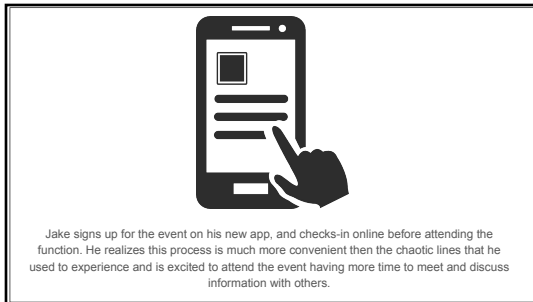 Jake signs up for the event on his new app, and checks-in online before attending the
function. He realizes this process is much more convenient then the chaotic lines that he
used to experience and is excited to attend the event having more time to meet and discuss
information with others.